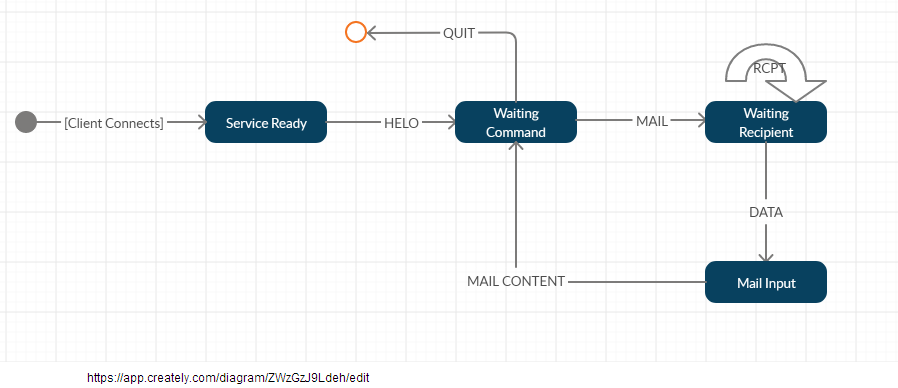 QUIT
RCPT
[Client Connects]
Service Ready
HELO
Waiting
Command
MAIL
Waiting
Recipient
DATA
MAIL CONTENT
Mail Input
https://app.creately.com/diagram/ZWzGzJ9Ldeh/edit